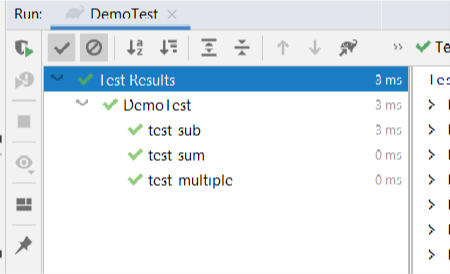 Run: DemoTest
Te
Test Results 3 ms
DemoTest 3 ms
test sub 3 ms
test sum 0 ms
test multiple 0 ms